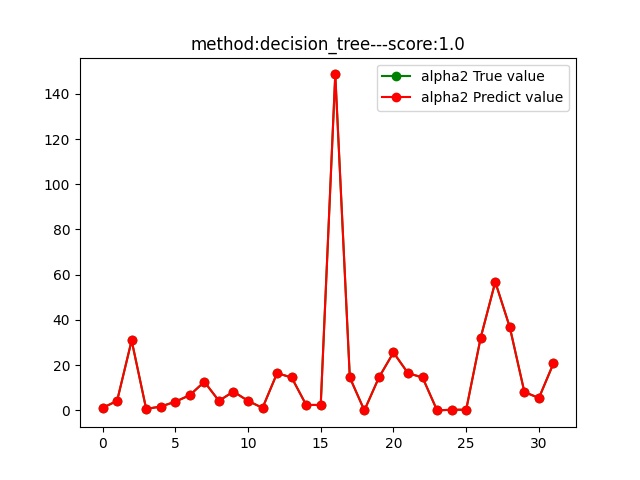 method:decision_tree---score:1.0
alpha2 True value
alpha2 Predict value
140
120
100
80
60
40
20
0
0 5 10 15 20 25 30